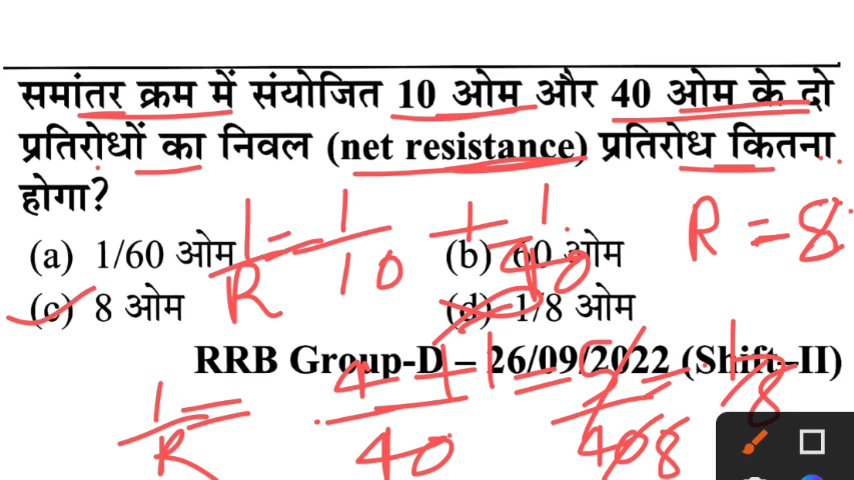 समांतर क्रम में संयोजित 10 ओम और 40 ओम के दो
प्रतिरोधों का निवल (net resistance) प्रतिरोध कितना
होगा?
(a) 1/60 ओम
(b) 60 ओम
(c) 8 ओम
(d) 1/8 ओम
RRB Group-D – 26/09/2022 (Shift–II)
1/R = 1/10 + 1/40
R = 8
1/R = 4+1/40 = 5/40 8 = 1/8